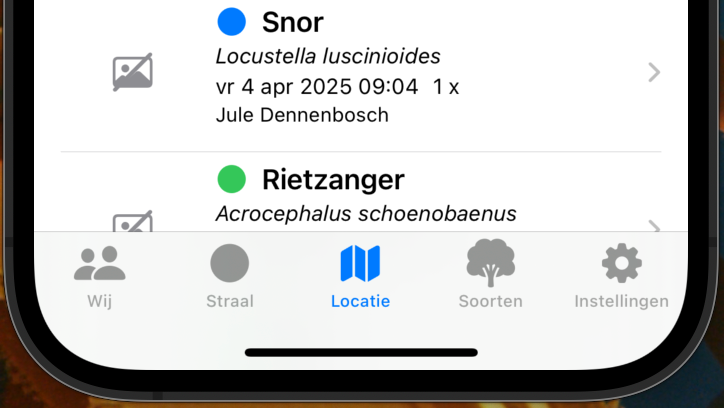 Snor
Locustella luscinioides
vr 4 apr 2025 09:04 1 x
Jule Dennenbosch
Rietzanger
Acrocephalus schoenobaenus
Wij Straal Locatie Soorten Instellingen